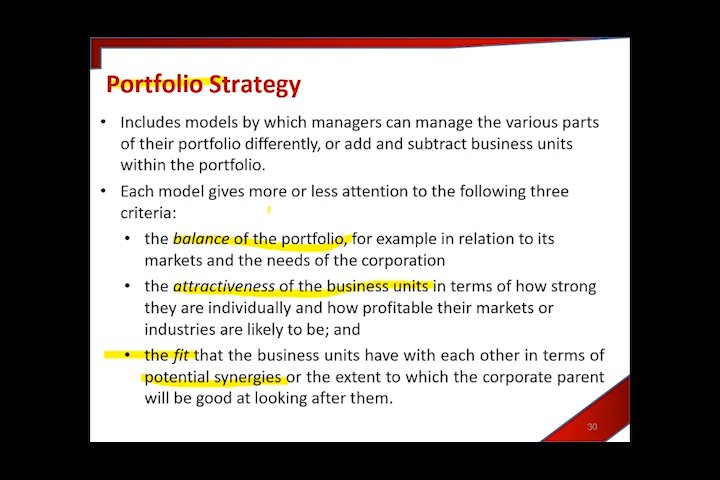 Portfolio Strategy
• Includes models by which managers can manage the various parts
of their portfolio differently, or add and subtract business units
within the portfolio.
• Each model gives more or less attention to the following three
criteria:
• the balance of the portfolio, for example in relation to its
markets and the needs of the corporation
• the attractiveness of the business units in terms of how strong
they are individually and how profitable their markets or
industries are likely to be; and
• the fit that the business units have with each other in terms of
potential synergies or the extent to which the corporate parent
will be good at looking after them.
30